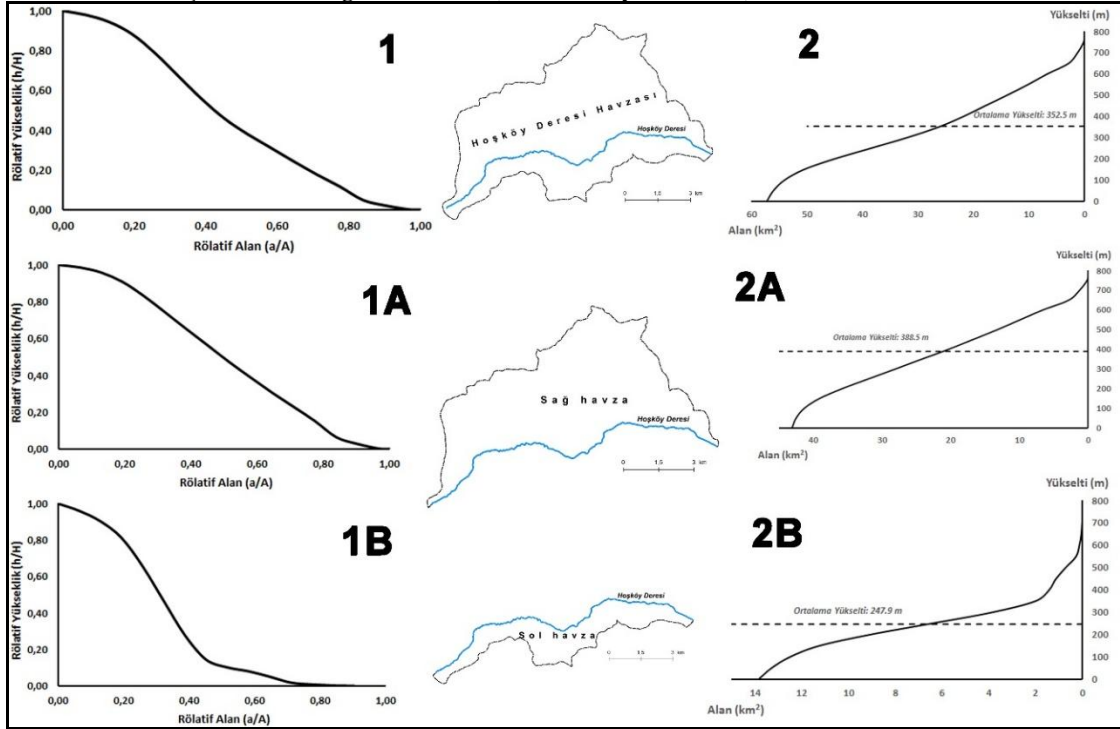 1
Rölatif Yükseklik (h/H)
1,00
0,80
0,60
0,40
0,20
0,00
0,00 0,20 0,40 0,60 0,80 1,00
Rölatif Alan (a/A)
Hoşköy Deresi Havzası
Hoşköy Deresi
0 1,5 3 km
2
Yükselti (m)
800
700
600
500
400
300
200
100
0
Ortalama Yükselti: 352.5 m
60 50 40 30 20 10 0
Alan (km²)
1A
Rölatif Yükseklik (h/H)
1,00
0,80
0,60
0,40
0,20
0,00
0,00 0,20 0,40 0,60 0,80 1,00
Rölatif Alan (a/A)
Sağ havza
Hoşköy Deresi
0 1,5 3 km
2A
Yükselti (m)
800
700
600
500
400
300
200
100
0
Ortalama Yükselti: 388.5 m
40 30 20 10 0
Alan (km²)
1B
Rölatif Yükseklik (h/H)
1,00
0,80
0,60
0,40
0,20
0,00
0,00 0,20 0,40 0,60 0,80 1,00
Rölatif Alan (a/A)
Hoşköy Deresi
Sol havza
0 1,5 3 km
2B
Yükselti (m)
800
700
600
500
400
300
200
100
0
Ortalama Yükselti: 247.9 m
14 12 10 8 6 4 2 0
Alan (km²)